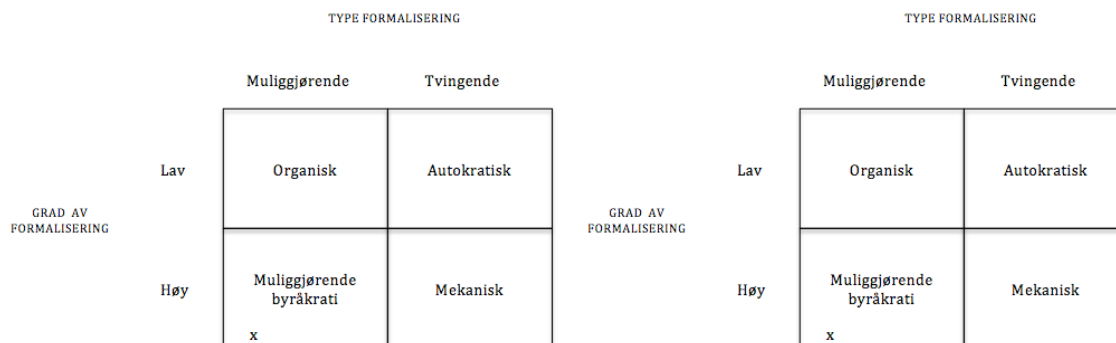 TYPE FORMALISERING
Muliggjørende Tvingende
Lav Organisk Autokratisk
GRAD AV
FORMALISERING
Høy Muliggjørende
byråkrati Mekanisk
x
TYPE FORMALISERING
Muliggjørende Tvingende
Lav Organisk Autokratisk
GRAD AV
FORMALISERING
Høy Muliggjørende
byråkrati Mekanisk
x